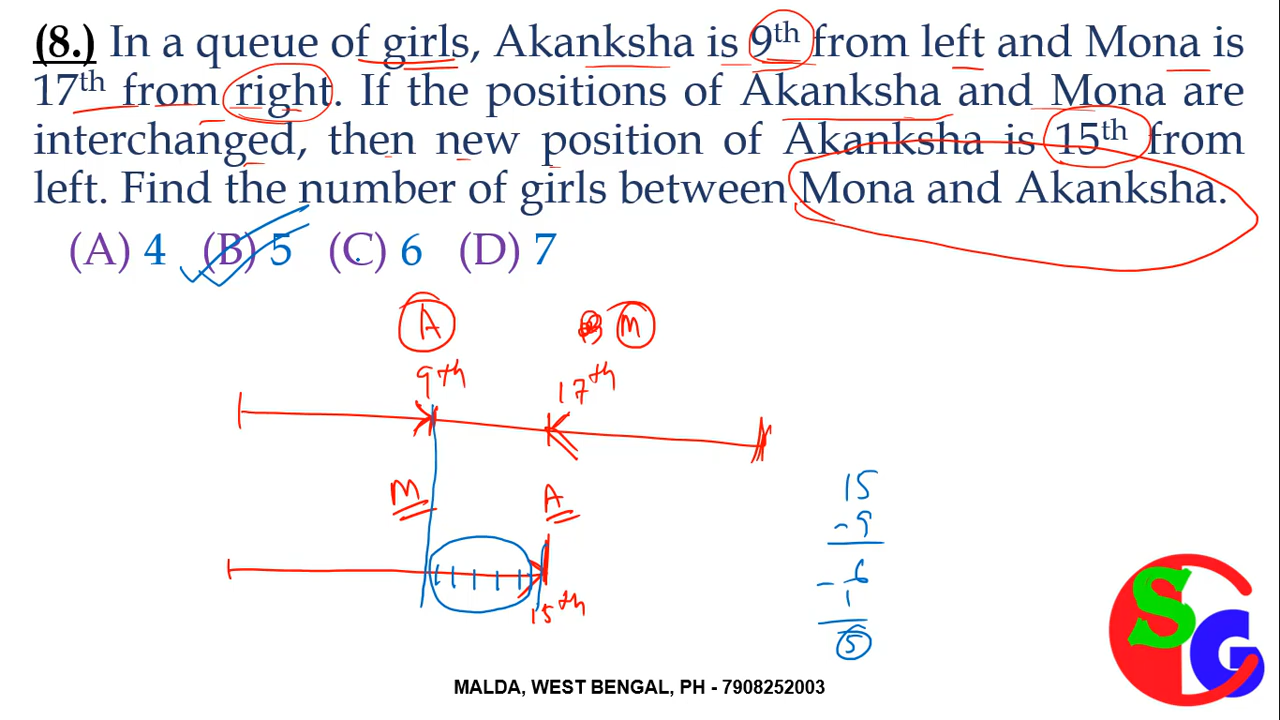 (8.) In a queue of girls, Akanksha is 9th from left and Mona is
17th from right. If the positions of Akanksha and Mona are
interchanged, then new position of Akanksha is 15th from
left. Find the number of girls between Mona and Akanksha.
(A) 4 (B) 5 (C) 6 (D) 7
A M
9th 17th
M A
15th
15
- 9
- 6
1
5
SG
MALDA, WEST BENGAL, PH - 7908252003